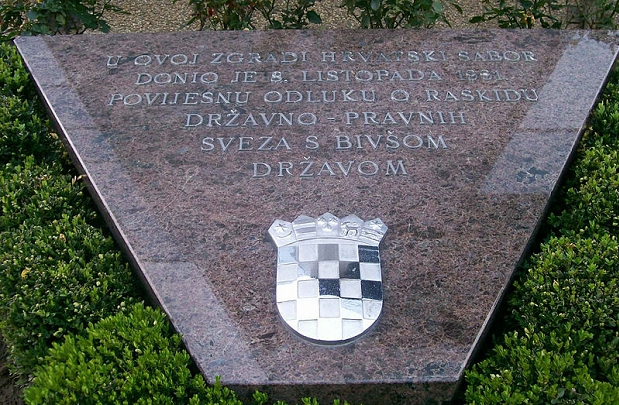 U OVOJ ZGRADI HRVATSKI SABOR
DONIO JE 8. LISTOPADA 1991.
POVIJESNU ODLUKU O RASKIDU
DRŽAVNO - PRAVNIH
SVEZA S BIVŠOM
DRŽAVOM